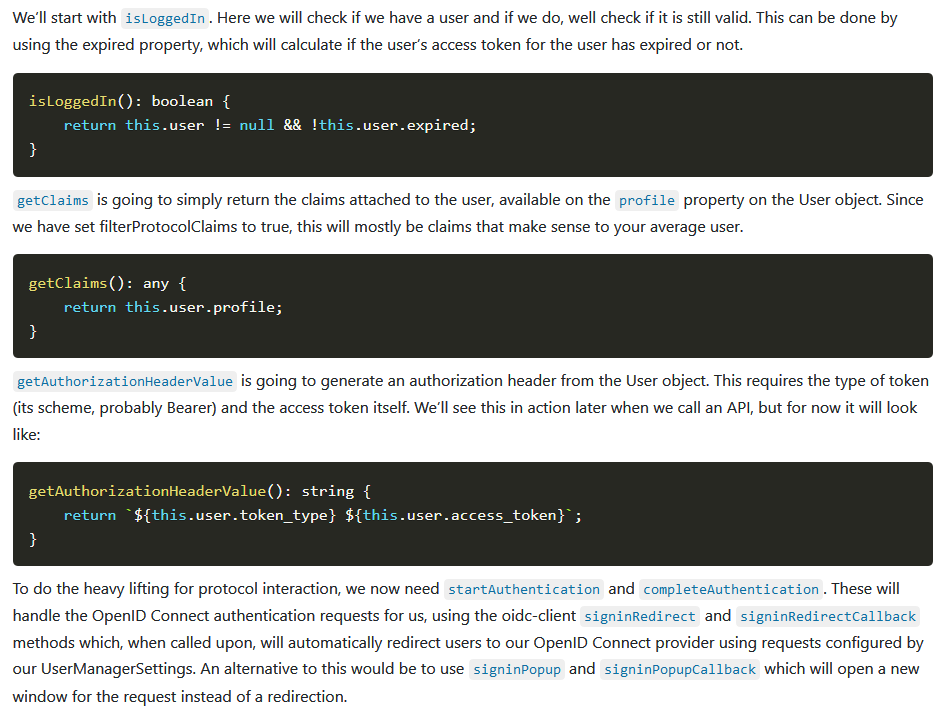 We'll start with isLoggedIn. Here we will check if we have a user and if we do, well check if it is still valid. This can be done by
using the expired property, which will calculate if the user's access token for the user has expired or not.
isLoggedIn(): boolean {
    return this.user != null && !this.user.expired;
}
getClaims is going to simply return the claims attached to the user, available on the profile property on the User object. Since
we have set filterProtocolClaims to true, this will mostly be claims that make sense to your average user.
getClaims(): any {
    return this.user.profile;
}
getAuthorizationHeaderValue is going to generate an authorization header from the User object. This requires the type of token
(its scheme, probably Bearer) and the access token itself. We'll see this in action later when we call an API, but for now it will look
like:
getAuthorizationHeaderValue(): string {
    return `${this.user.token_type} ${this.user.access_token}`;
}
To do the heavy lifting for protocol interaction, we now need startAuthentication and completeAuthentication. These will
handle the OpenID Connect authentication requests for us, using the oidc-client signinRedirect and signinRedirectCallback
methods which, when called upon, will automatically redirect users to our OpenID Connect provider using requests configured by
our UserManagerSettings. An alternative to this would be to use signinPopup and signinPopupCallback which will open a new
window for the request instead of a redirection.